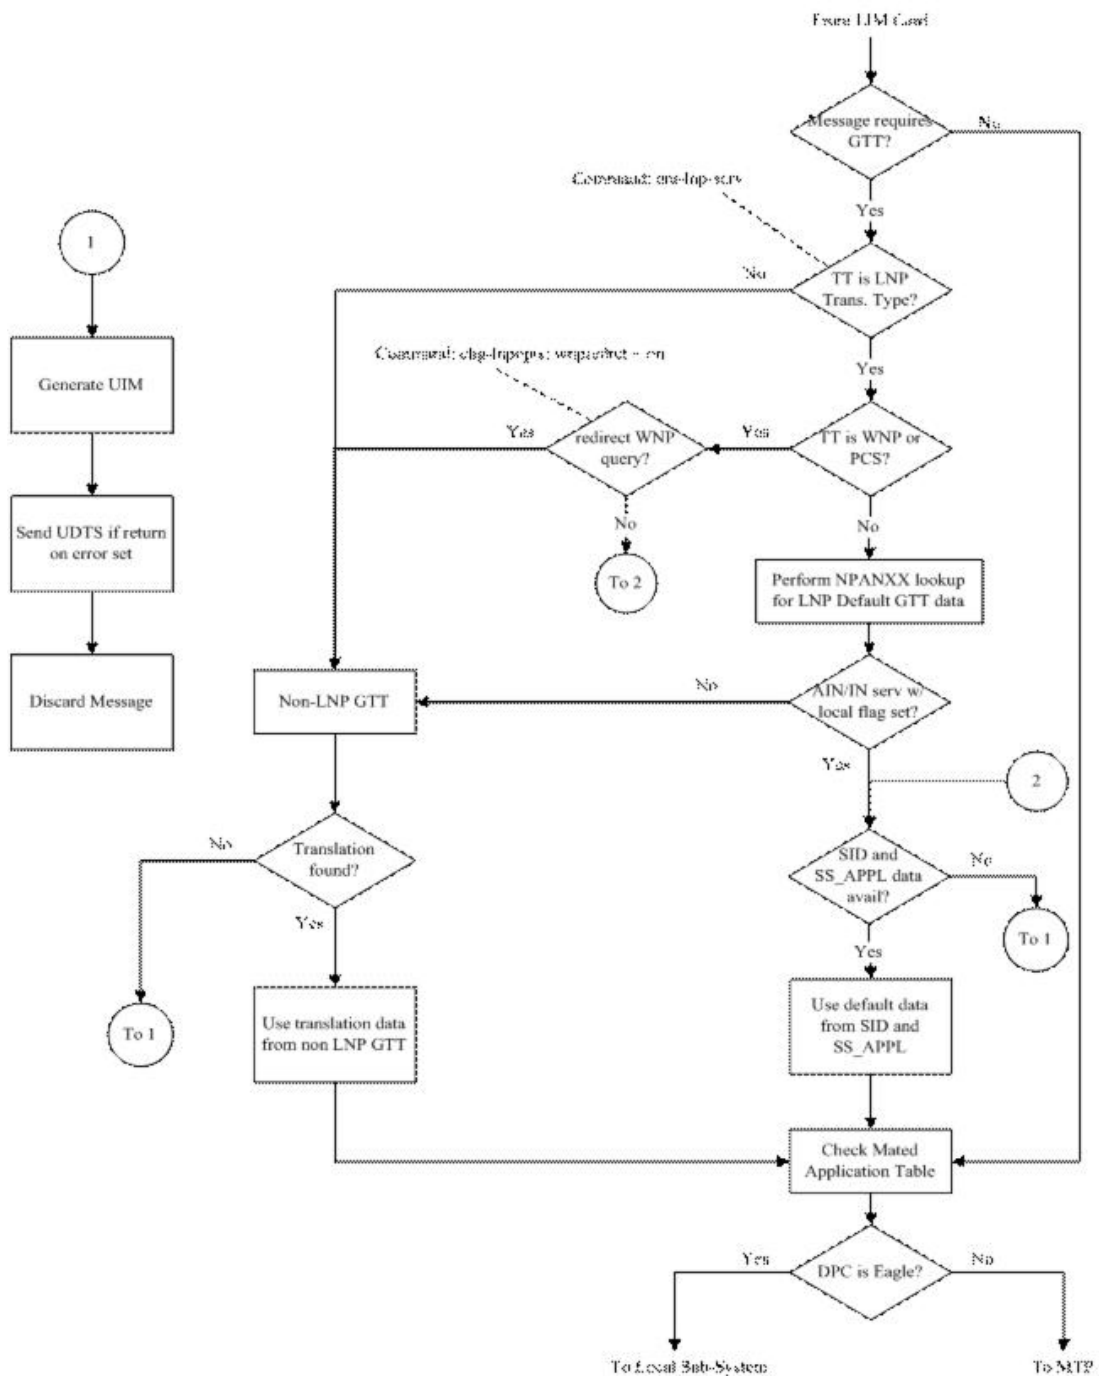 From LIM Card
Message requires
GTT?
No
Command: ent-lnp-serv
Yes
1
TT is LNP
Trans. Type?
No
Generate UIM
Yes
redirect WNP
query?
Yes
Yes
TT is WNP or
PCS?
Send UDTS if return
on error set
No
No
To 2
Perform NPANXX lookup
for LNP Default GTT data
Discard Message
Non-LNP GTT
No
AIN/IN serv w/
local flag set?
Yes
2
No
Translation
found?
SID and
SS_APPL data
avail?
No
Yes
To 1
Yes
To 1
Use translation data
from non LNP GTT
Use default data
from SID and
SS_APPL
Check Mated
Application Table
Yes
DPC is Eagle?
No
To Local Sub-System
To MTP